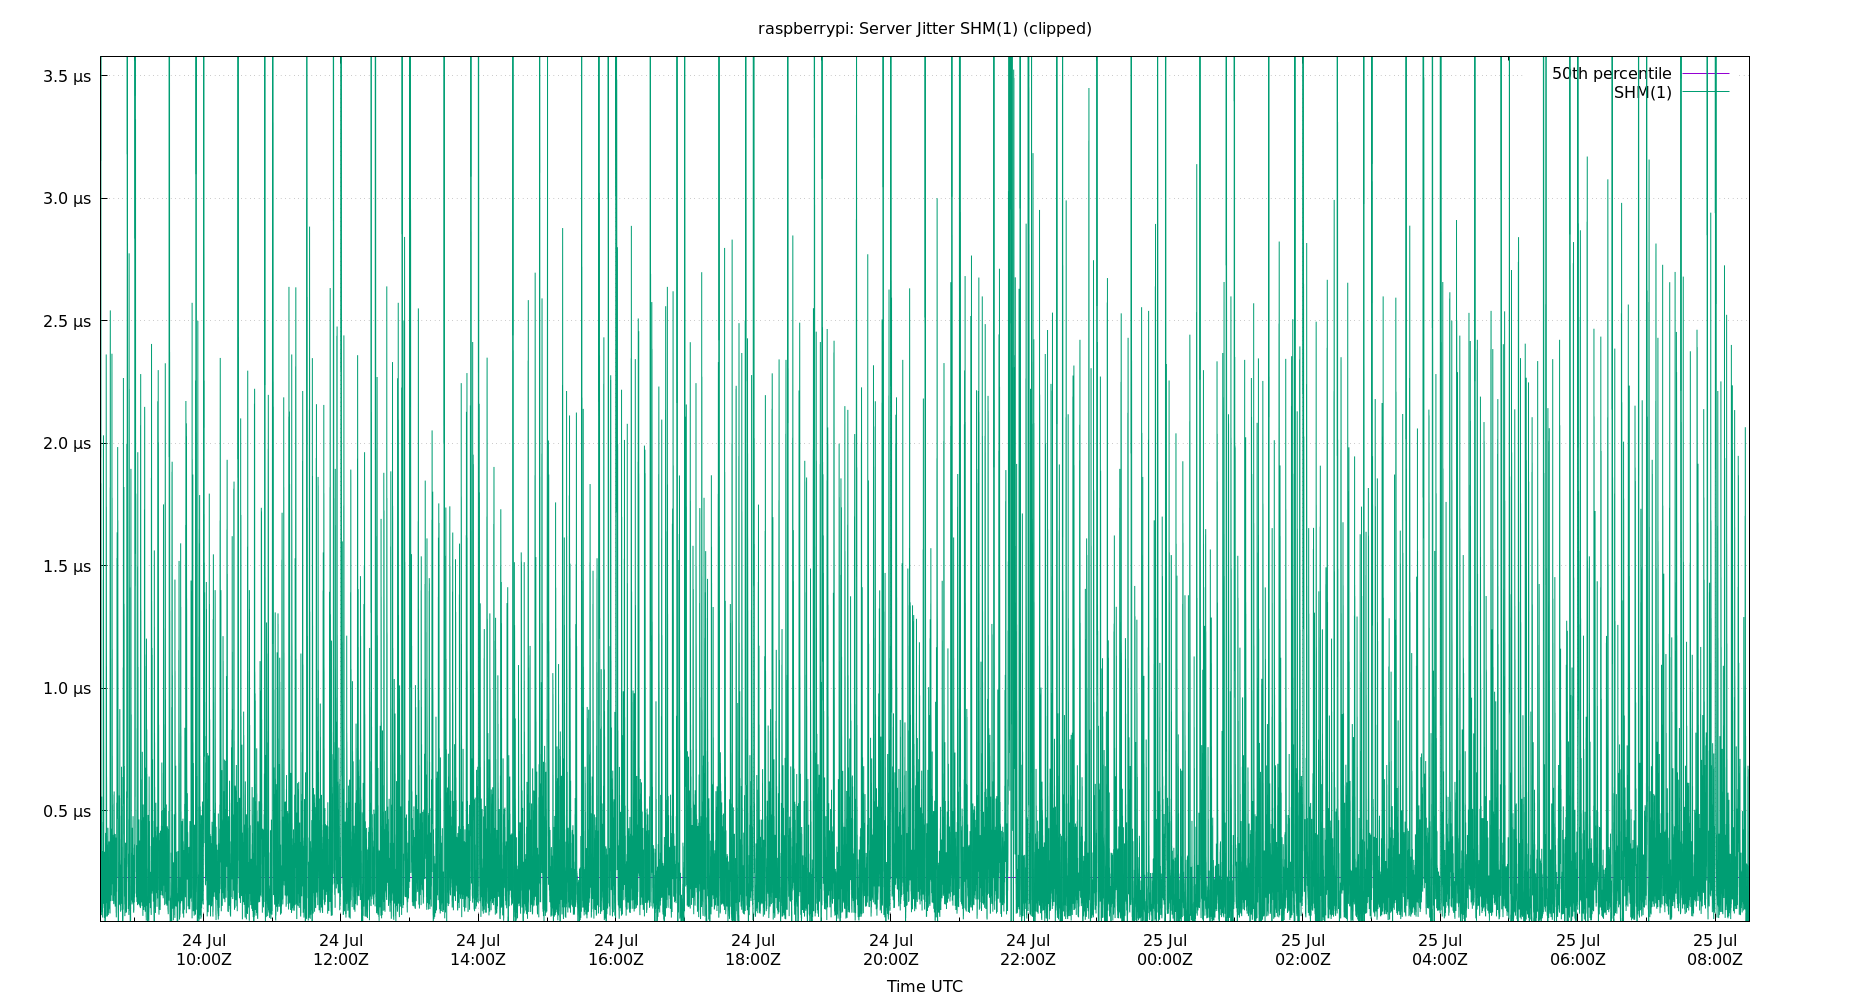 raspberrypi: Server Jitter SHM(1) (clipped)
3.5 µs
3.0 µs
2.5 µs
2.0 µs
1.5 µs
1.0 µs
0.5 µs
50th percentile
SHM(1)
24 Jul 24 Jul 24 Jul 24 Jul 24 Jul 24 Jul 24 Jul 25 Jul 25 Jul 25 Jul 25 Jul 25 Jul
10:00Z 12:00Z 14:00Z 16:00Z 18:00Z 20:00Z 22:00Z 00:00Z 02:00Z 04:00Z 06:00Z 08:00Z
Time UTC